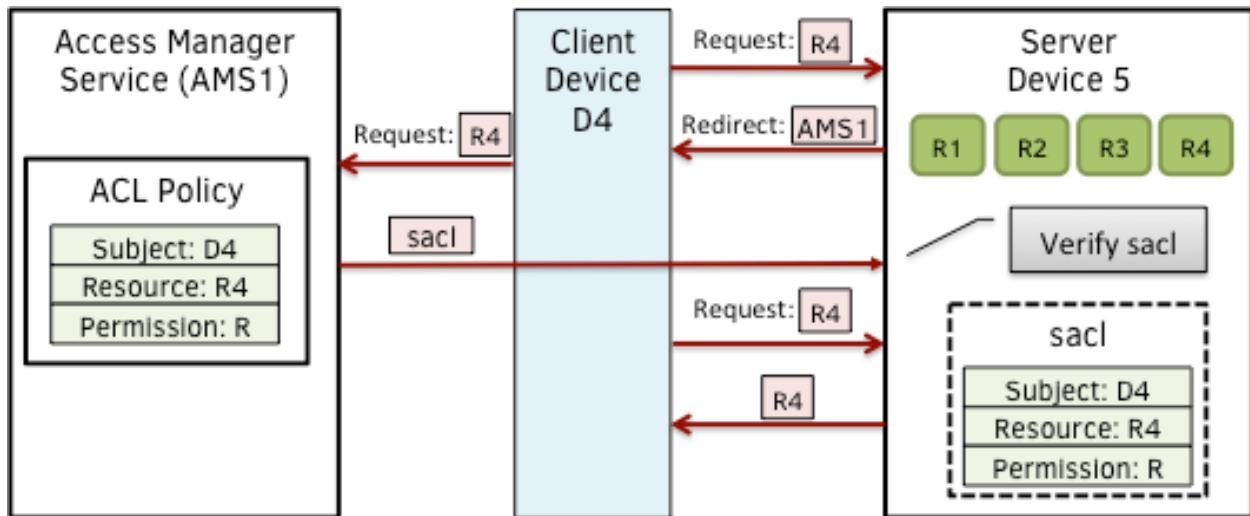 Access Manager
Service (AMS1)
Request: R4
ACL Policy
Subject: D4
Resource: R4
Permission: R
sacl
Client
Device
D4
Request: R4
Redirect: AMS1
Request: R4
R4
Server
Device 5
R1 R2 R3 R4
Verify sacl
sacl
Subject: D4
Resource: R4
Permission: R